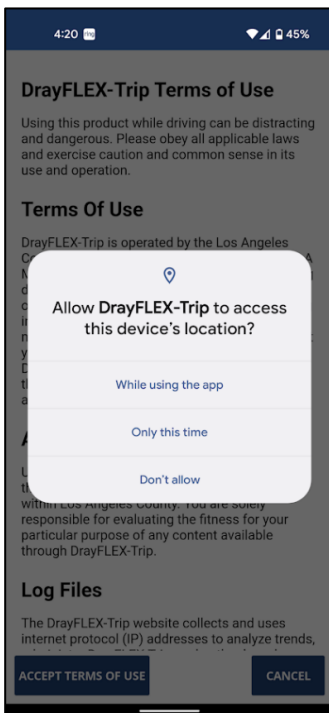 4:20 ring 45%
DrayFLEX-Trip Terms of Use
Using this product while driving can be distracting
and dangerous. Please obey all applicable laws
and exercise caution and common sense in its
use and operation.
Terms Of Use
DrayFLEX-Trip is operated by the Los Angeles
Allow DrayFLEX-Trip to access
this device's location?
While using the app
Only this time
Don't allow
within Los Angeles County. You are solely
responsible for evaluating the fitness for your
particular purpose of any content available
through DrayFLEX-Trip.
Log Files
The DrayFLEX-Trip website collects and uses
internet protocol (IP) addresses to analyze trends,
ACCEPT TERMS OF USE CANCEL